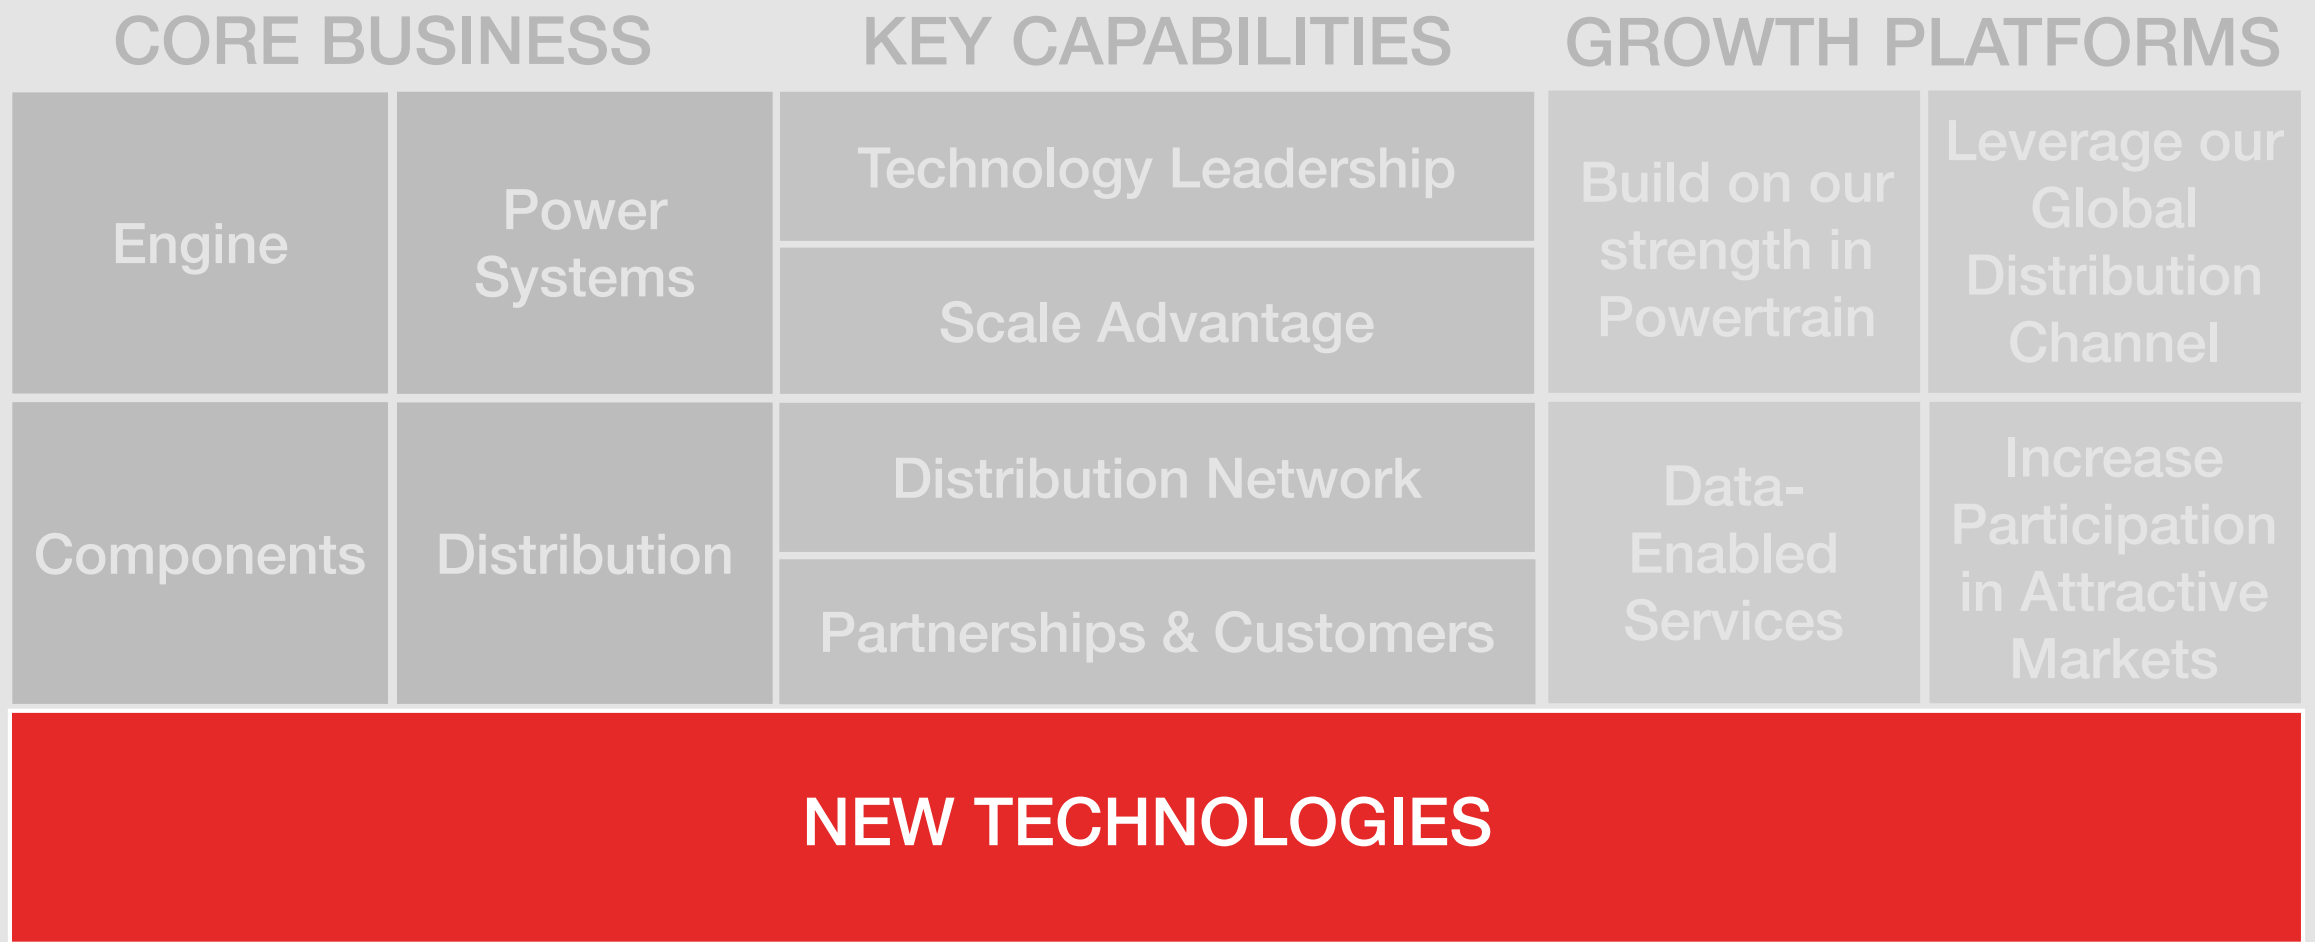 CORE BUSINESS
Engine
Power
Systems
Components
Distribution
KEY CAPABILITIES
Technology Leadership
Scale Advantage
Distribution Network
Partnerships & Customers
GROWTH PLATFORMS
Build on our
strength in
Powertrain
Leverage our
Global
Distribution
Channel
Data-
Enabled
Services
Increase
Participation
in Attractive
Markets
NEW TECHNOLOGIES